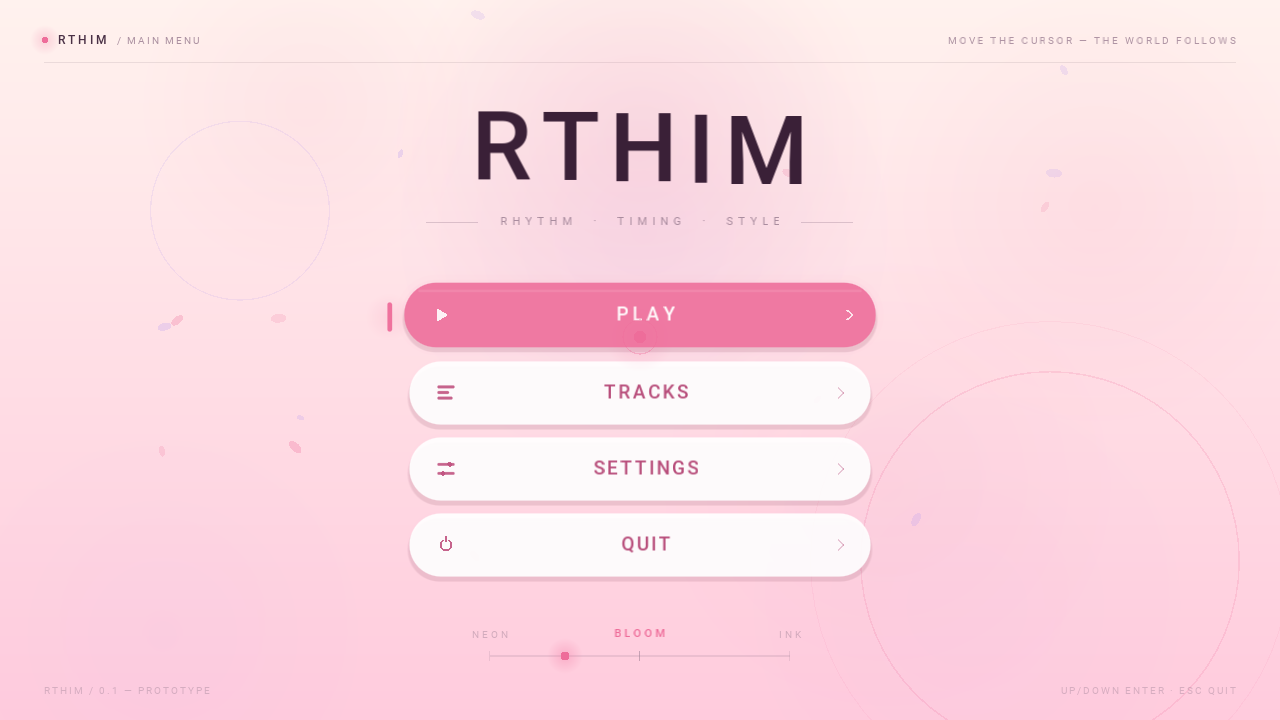 RTHIM / MAIN MENU
MOVE THE CURSOR — THE WORLD FOLLOWS
RTHIM
RHYTHM · TIMING · STYLE
PLAY
TRACKS
SETTINGS
QUIT
NEON BLOOM INK
RTHIM / 0.1 — PROTOTYPE
UP/DOWN ENTER · ESC QUIT